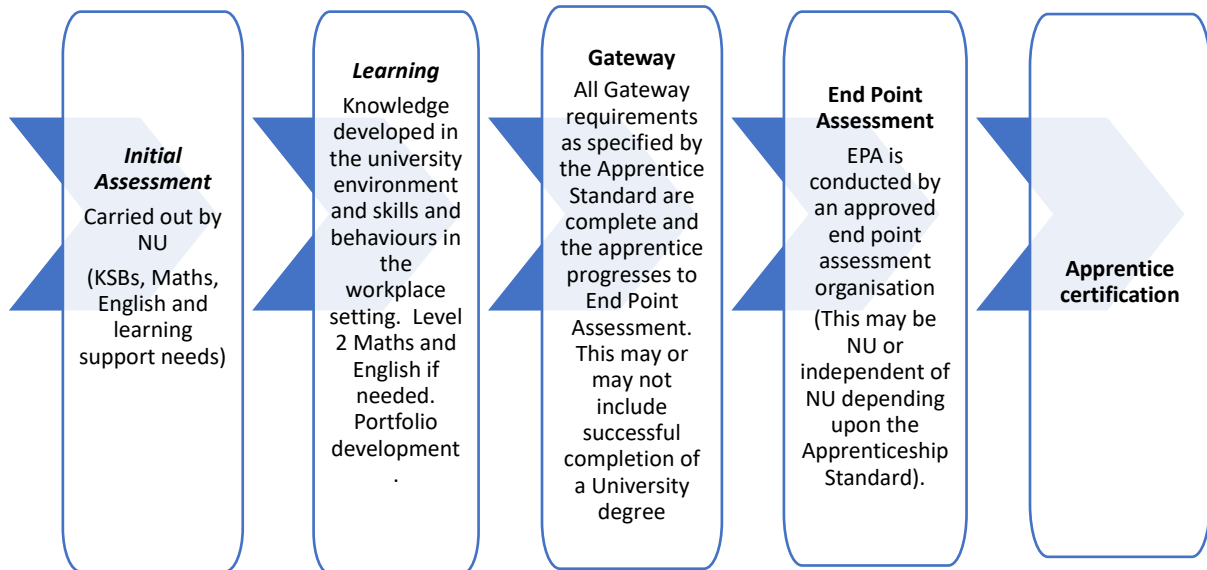 Initial
Assessment
Carried out by
NU
(KSBs, Maths,
English and
learning
support needs)
Learning
Knowledge
developed in
the university
environment
and skills and
behaviours in
the
workplace
setting.  Level
2 Maths and
English if
needed.
Portfolio
development
.
Gateway
All Gateway
requirements
as specified by
the Apprentice
Standard are
complete and
the apprentice
progresses to
End Point
Assessment.
This may or
may not
include
successful
completion of
a University
degree
End Point
Assessment
EPA is
conducted by
an approved
end point
assessment
organisation
(This may be
NU or
independent of
NU depending
upon the
Apprenticeship
Standard).
Apprentice
certification